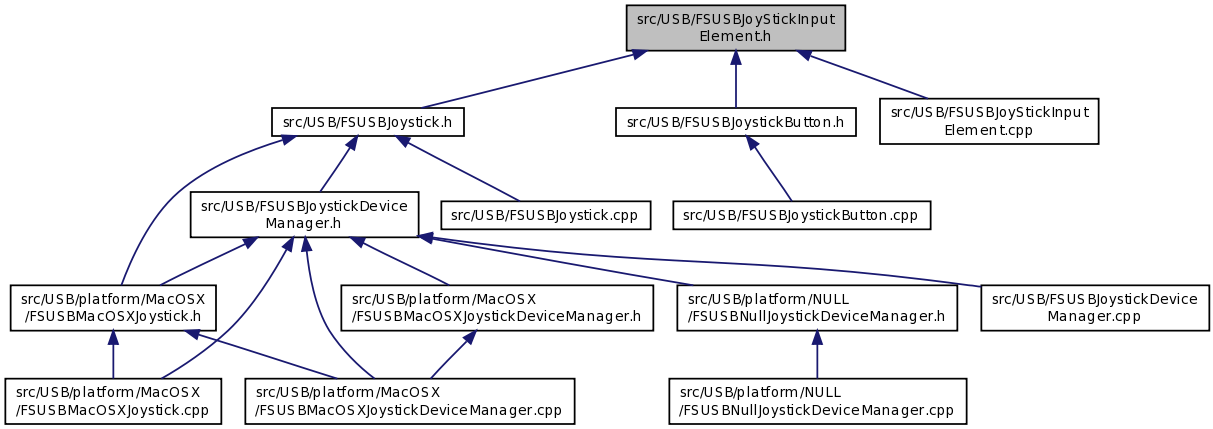 src/USB/FSUSBJoyStickInput
Element.h
src/USB/FSUSBJoystick.h
src/USB/FSUSBJoystickButton.h
src/USB/FSUSBJoyStickInput
Element.cpp
src/USB/FSUSBJoystickDevice
Manager.h
src/USB/FSUSBJoystick.cpp
src/USB/FSUSBJoystickButton.cpp
src/USB/platform/MacOSX
/FSUSBMacOSXJoystick.h
src/USB/platform/MacOSX
/FSUSBMacOSXJoystickDeviceManager.h
src/USB/platform/NULL
/FSUSBNullJoystickDeviceManager.h
src/USB/FSUSBJoystickDevice
Manager.cpp
src/USB/platform/MacOSX
/FSUSBMacOSXJoystick.cpp
src/USB/platform/MacOSX
/FSUSBMacOSXJoystickDeviceManager.cpp
src/USB/platform/NULL
/FSUSBNullJoystickDeviceManager.cpp